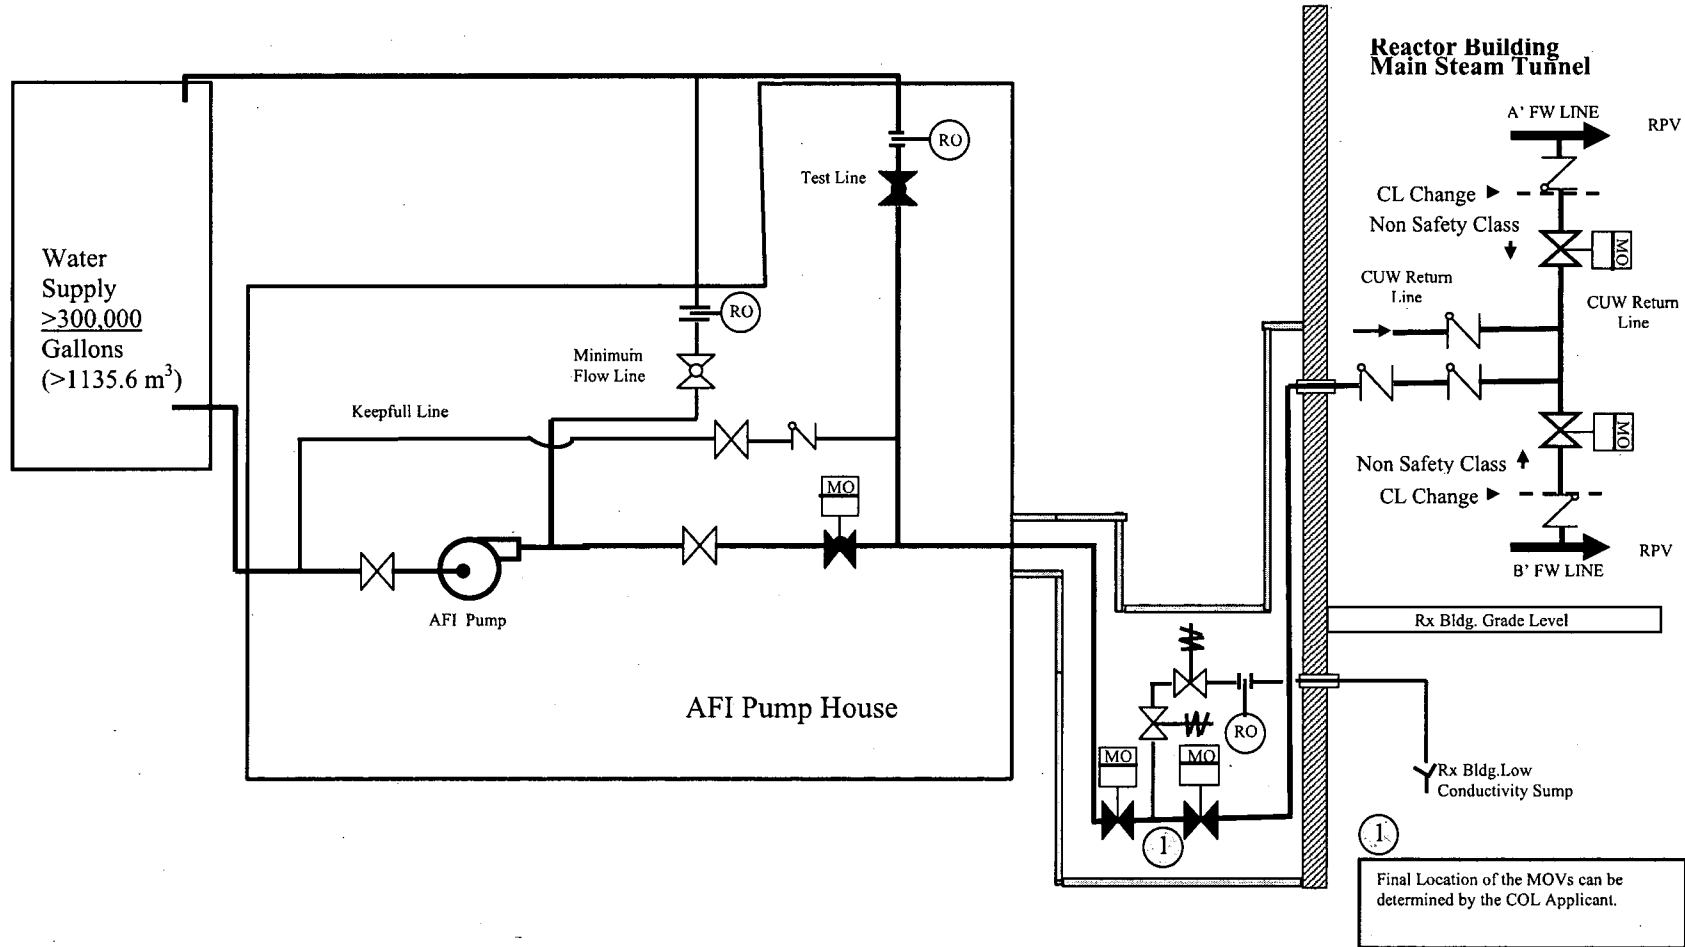 Reactor Building
Main Steam Tunnel
A' FW LINE
RPV
RO
Test Line
CL Change
Non Safety Class
MO
Water
Supply
>300,000
Gallons
(>1135.6 m³)
CUW Return
Line
CUW Return
Line
RO
Minimum
Flow Line
Keepfull Line
MO
MO
Non Safety Class
CL Change
RPV
B' FW LINE
AFI Pump
Rx Bldg. Grade Level
AFI Pump House
RO
MO
MO
Rx Bldg.Low
Conductivity Sump
1
1
Final Location of the MOVs can be
determined by the COL Applicant.